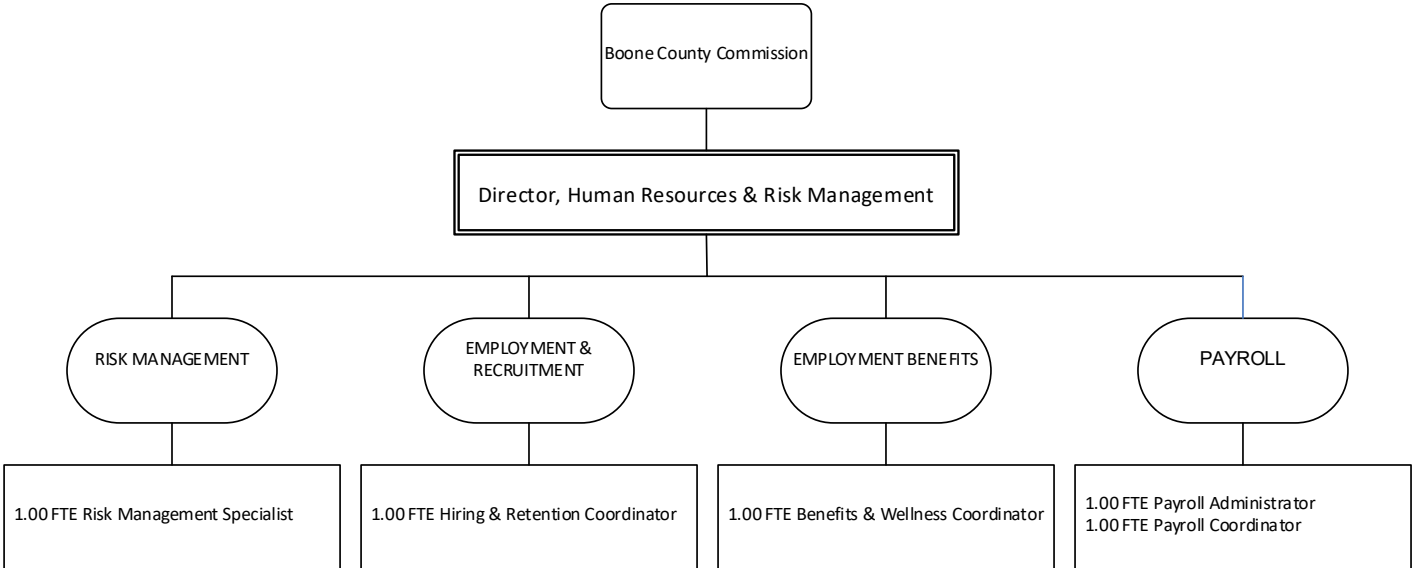 Boone County Commission
Director, Human Resources & Risk Management
RISK MANAGEMENT
EMPLOYMENT &
RECRUITMENT
EMPLOYMENT BENEFITS
PAYROLL
1.00 FTE Risk Management Specialist
1.00 FTE Hiring & Retention Coordinator
1.00 FTE Benefits & Wellness Coordinator
1.00 FTE Payroll Administrator
1.00 FTE Payroll Coordinator